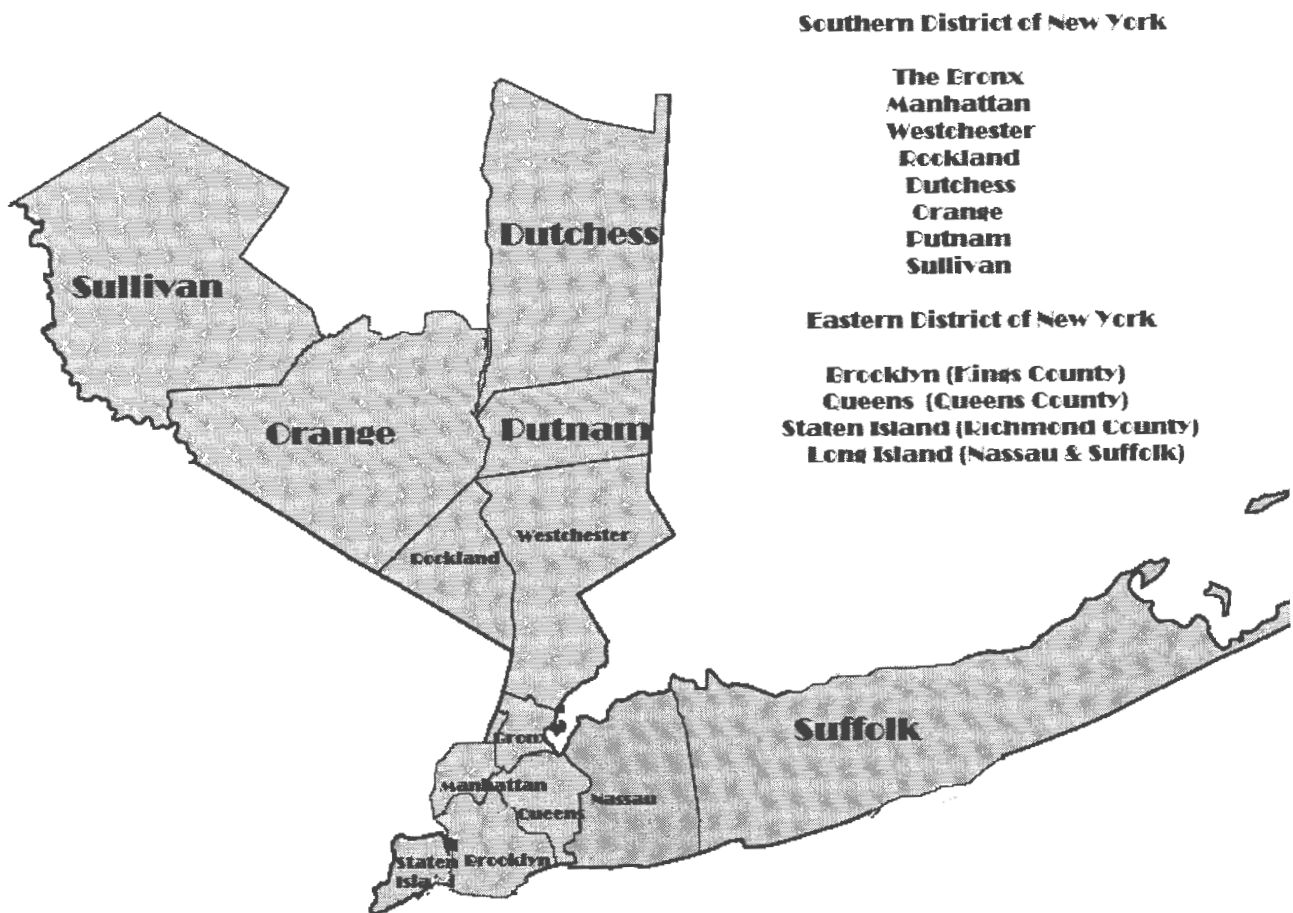 Southern District of New York
The Bronx
Manhattan
Westchester
Rockland
Dutchess
Orange
Putnam
Sullivan
Eastern District of New York
Brooklyn (Kings County)
Queens (Queens County)
Staten Island (Richmond County)
Long Island (Nassau & Suffolk)
Dutchess
Sullivan
Orange
Putnam
Westchester
Rockland
Suffolk
Bronx
Manhattan
Nassau
Queens
Staten
Brooklyn